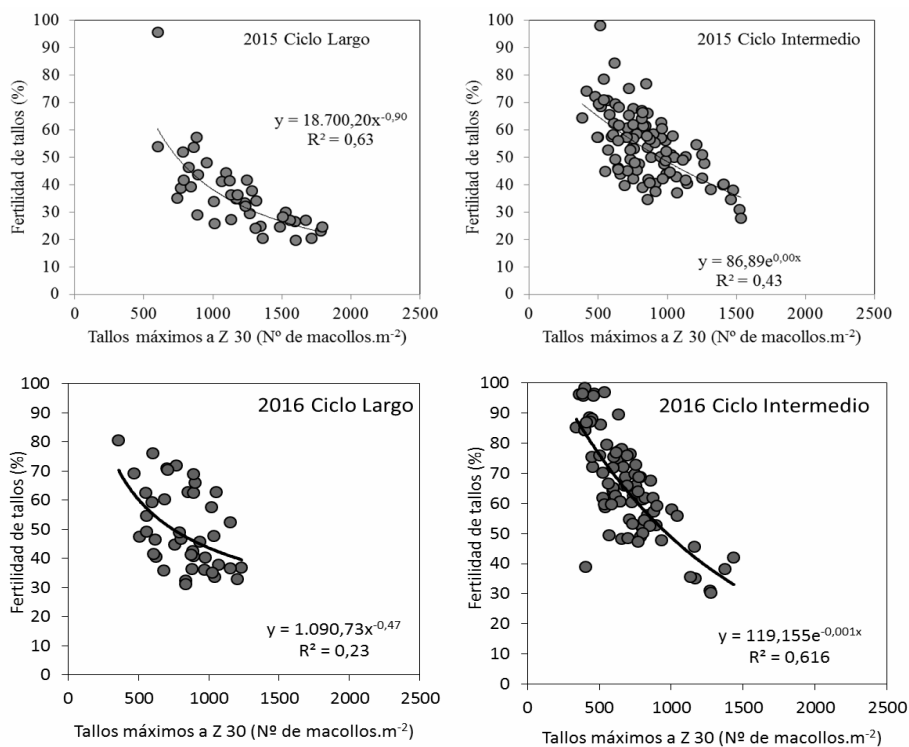 2015 Ciclo Largo
Fertilidad de tallos (%)
100
90
80
70
60
50
40
30
20
10
0
y = 18.700,20x-0,90
R² = 0,63
0 500 1000 1500 2000 2500
Tallos máximos a Z 30 (Nº de macollos.m-2)
2015 Ciclo Intermedio
Fertilidad de tallos (%)
100
90
80
70
60
50
40
30
20
10
0
y = 86,89e0,00x
R² = 0,43
0 500 1000 1500 2000 2500
Tallos máximos a Z 30 (Nº de macollos.m-2)
2016 Ciclo Largo
Fertilidad de tallos (%)
100
90
80
70
60
50
40
30
20
10
0
y = 1.090,73x-0,47
R² = 0,23
0 500 1000 1500 2000 2500
Tallos máximos a Z 30 (Nº de macollos.m-2)
2016 Ciclo Intermedio
Fertilidad de tallos (%)
100
90
80
70
60
50
40
30
20
10
0
y = 119,155e-0,001x
R² = 0,616
0 500 1000 1500 2000 2500
Tallos máximos a Z 30 (Nº de macollos.m-2)